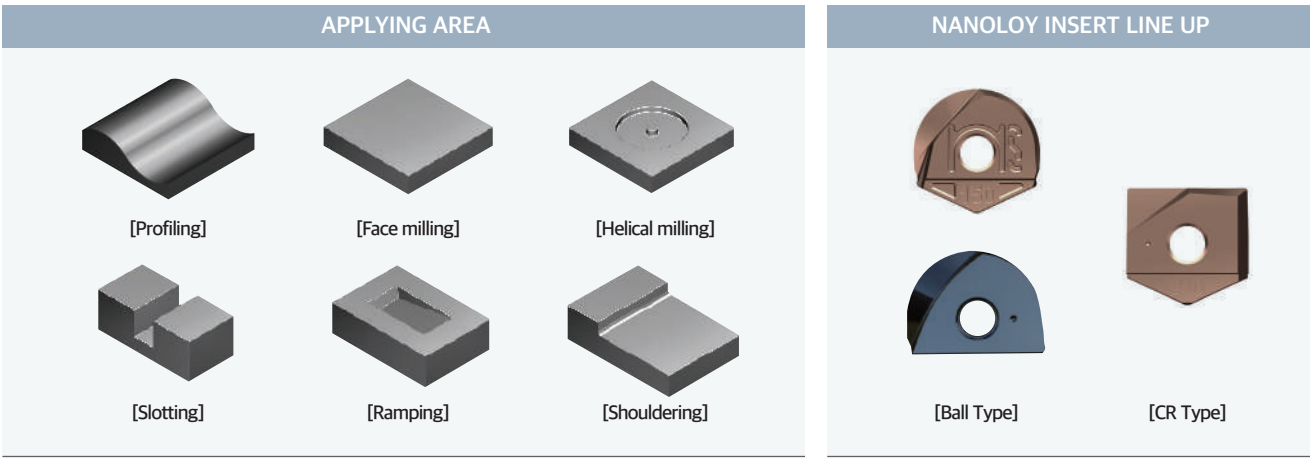 APPLYING AREA
[Profiling]
[Face milling]
[Helical milling]
[Slotting]
[Ramping]
[Shouldering]
NANOLOY INSERT LINE UP
[Ball Type]
[CR Type]